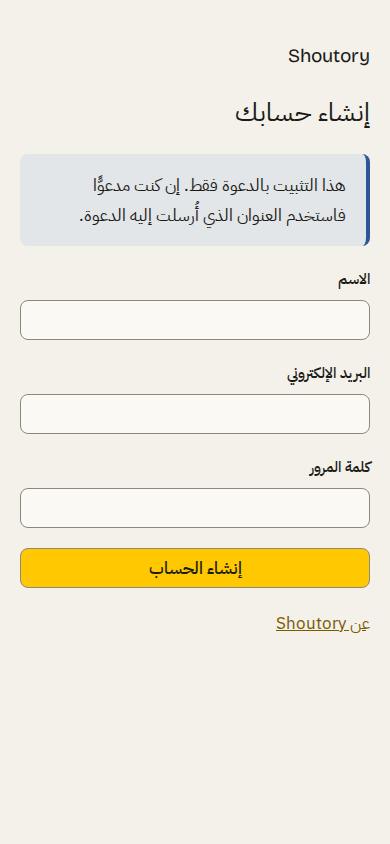 Shoutory
إنشاء حسابك
هذا التثبيت بالدعوة فقط. إن كنت مدعوًّا
فاستخدم العنوان الذي أُرسلت إليه الدعوة.
الاسم
البريد الإلكتروني
كلمة المرور
إنشاء الحساب
عن Shoutory